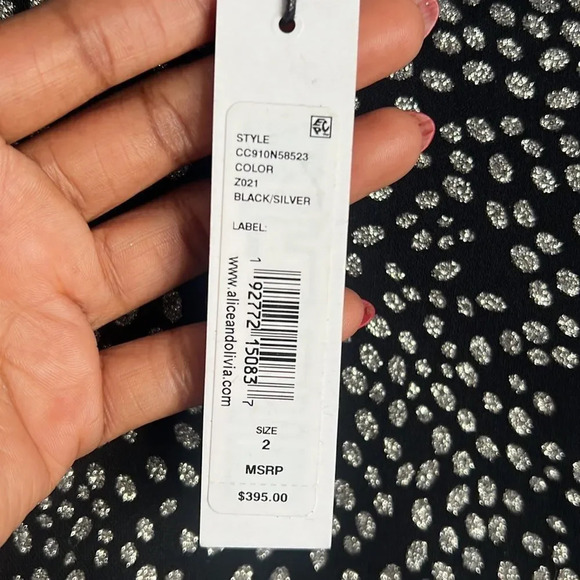 STYLE
CC910N58523
COLOR
Z021
BLACK/SILVER
LABEL:
1 92772 15083 7
www.aliceandolivia.com
SIZE
2
MSRP
$395.00